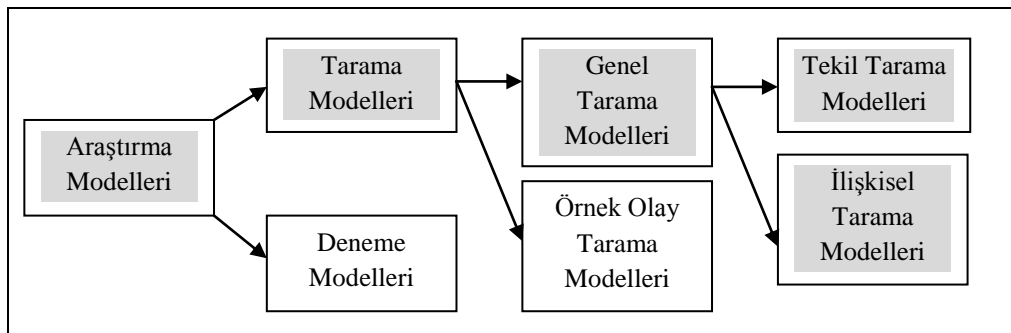 Araştırma
Modelleri
Tarama
Modelleri
Deneme
Modelleri
Genel
Tarama
Modelleri
Örnek Olay
Tarama
Modelleri
Tekil Tarama
Modelleri
İlişkisel
Tarama
Modelleri